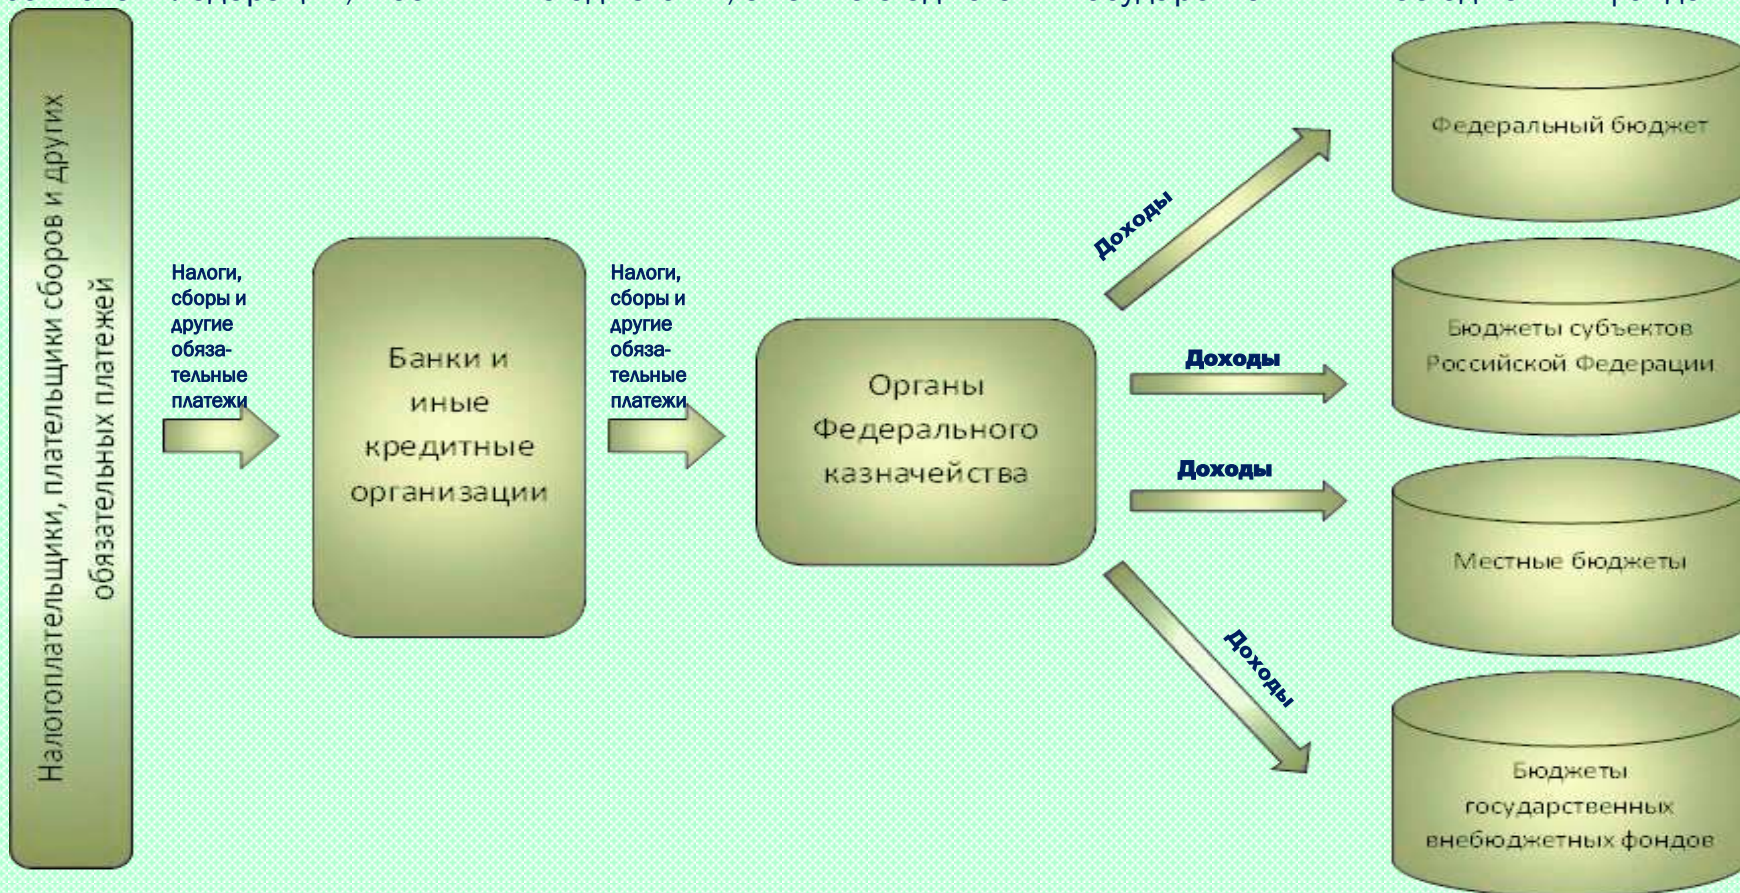 Налогоплательщики, плательщики сборов и других
обязательных платежей
Налоги,
сборы и
другие
обяза-
тельные
платежи
Банки и
иные
кредитные
организации
Налоги,
сборы и
другие
обяза-
тельные
платежи
Органы
Федерального
казначейства
Доходы
Доходы
Доходы
Доходы
Федеральный бюджет
Бюджеты субъектов
Российской Федерации
Местные бюджеты
Бюджеты
государственных
внебюджетных фондов